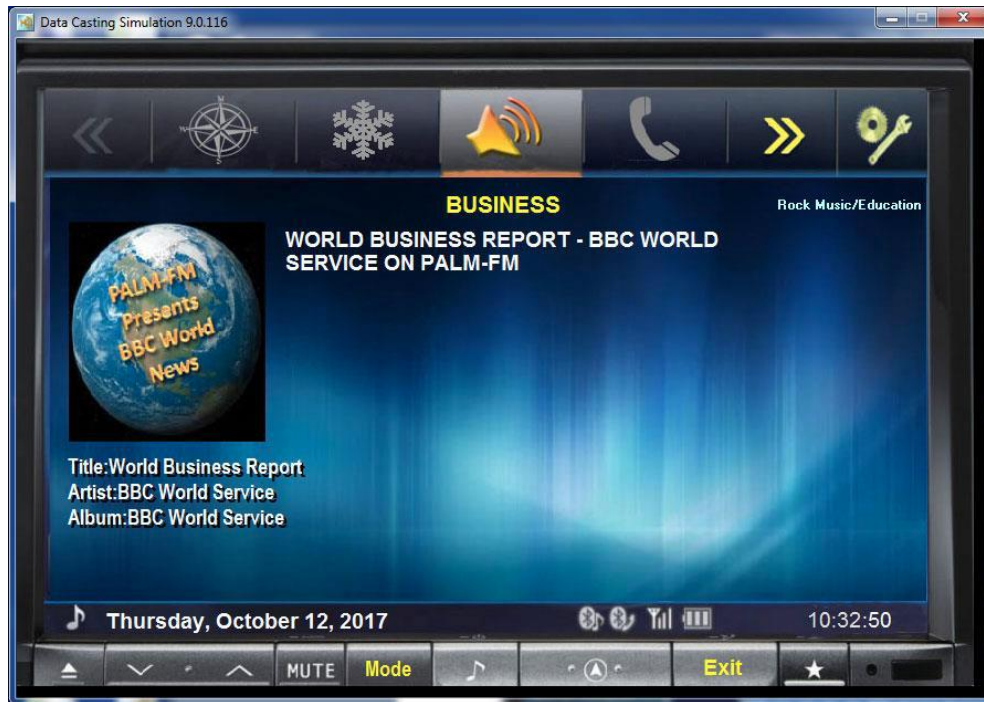 Data Casting Simulation 9.0.116
BUSINESS
Rock Music/Education
WORLD BUSINESS REPORT - BBC WORLD
SERVICE ON PALM-FM
PALM-FM
Presents
BBC World
News
Title:World Business Report
Artist:BBC World Service
Album:BBC World Service
Thursday, October 12, 2017
10:32:50
MUTE
Mode
Exit